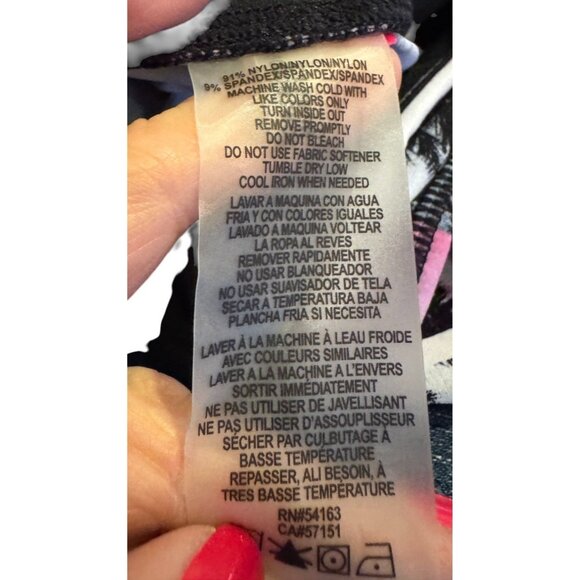 91% NYLON/NYLON/NYLON
9% SPANDEX/SPANDEX/SPANDEX
MACHINE WASH COLD WITH
LIKE COLORS ONLY
TURN INSIDE OUT
REMOVE PROMPTLY
DO NOT BLEACH
DO NOT USE FABRIC SOFTENER
TUMBLE DRY LOW
COOL IRON WHEN NEEDED
LAVAR A MAQUINA CON AGUA
FRIA Y CON COLORES IGUALES
LAVADO A MAQUINA VOLTEAR
LA ROPA AL REVES
REMOVER RAPIDAMENTE
NO USAR BLANQUEADOR
NO USAR SUAVISADOR DE TELA
SECAR A TEMPERATURA BAJA
PLANCHA FRIA SI NECESITA
LAVER À LA MACHINE À LEAU FROIDE
AVEC COULEURS SIMILAIRES
LAVER A LA MACHINE A L'ENVERS
SORTIR IMMÉDIATEMENT
NE PAS UTILISER DE JAVELLISANT
NE PAS UTILISER D'ASSOUPLISEUR
SÉCHER PAR CULBUTAGE À
BASSE TEMPÉRATURE
REPASSER, ALI BESOIN, À
TRES BASSE TEMPÉRATURE
RN#54163
CA#57151